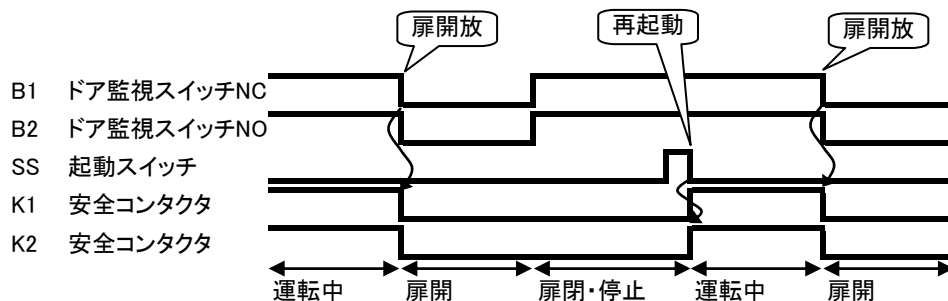 扉開放
再起動
扉開放
B1 ドア監視スイッチNC
B2 ドア監視スイッチNO
SS 起動スイッチ
K1 安全コンタクタ
K2 安全コンタクタ
運転中 扉開 扉閉・停止 運転中 扉開